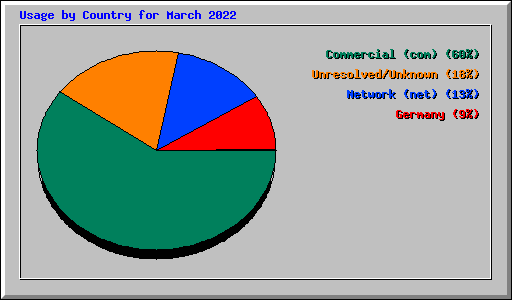 Usage by Country for March 2022
Commercial (com) (60%)
Unresolved/Unknown (18%)
Network (net) (13%)
Germany (9%)